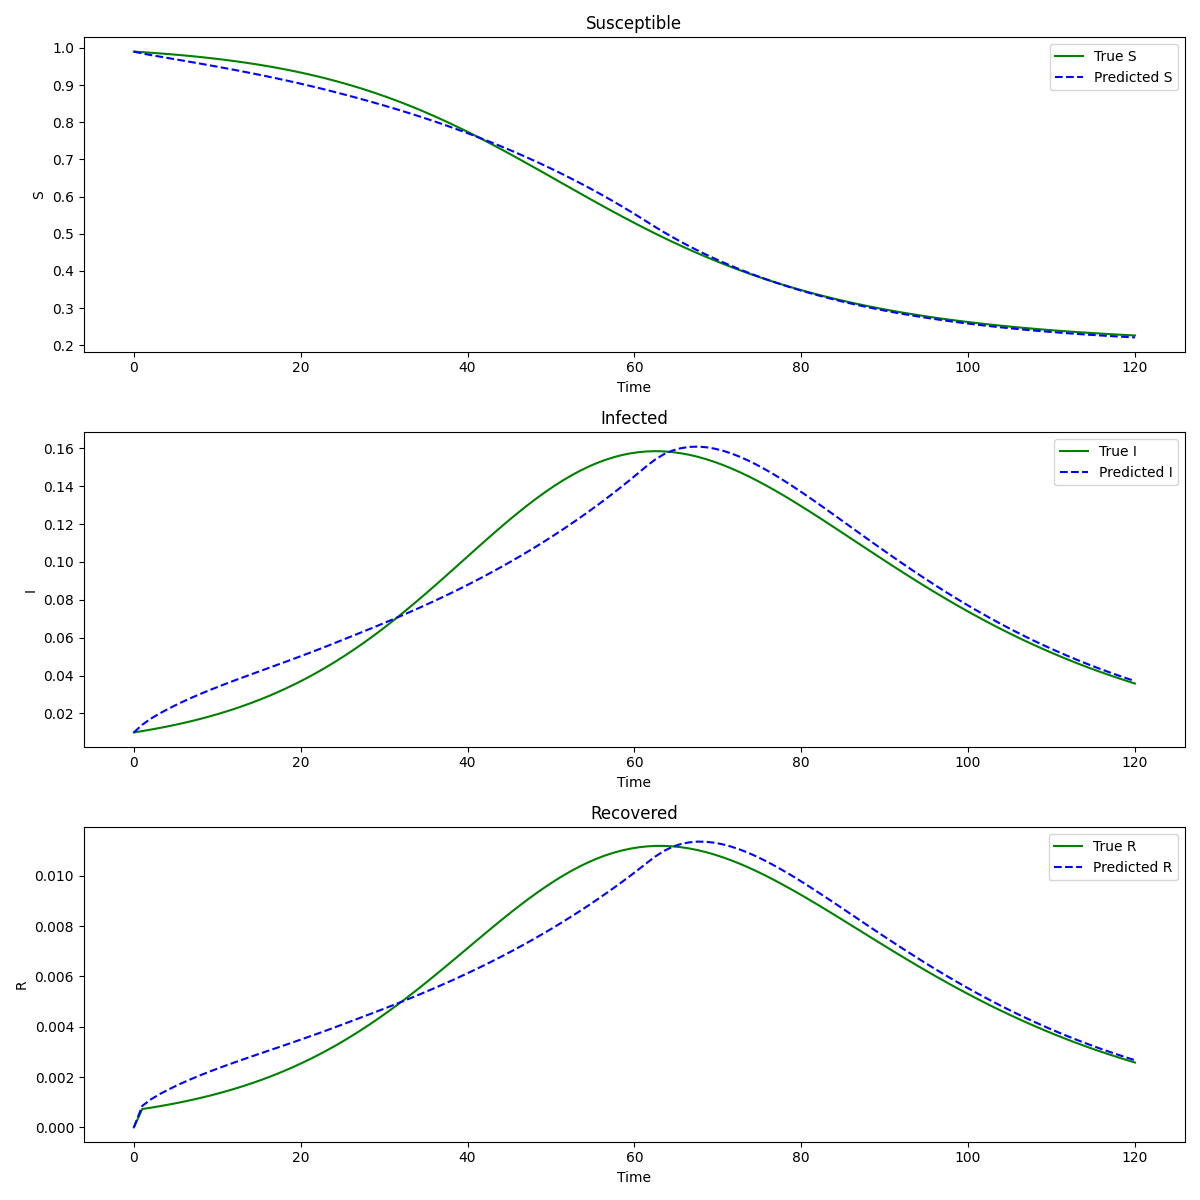 Susceptible
1.0
0.9
0.8
0.7
0.6
0.5
0.4
0.3
0.2
S
True S
Predicted S
0 20 40 60 80 100 120
Time
Infected
0.16
0.14
0.12
0.10
0.08
0.06
0.04
0.02
I
True I
Predicted I
0 20 40 60 80 100 120
Time
Recovered
0.010
0.008
0.006
0.004
0.002
0.000
R
True R
Predicted R
0 20 40 60 80 100 120
Time